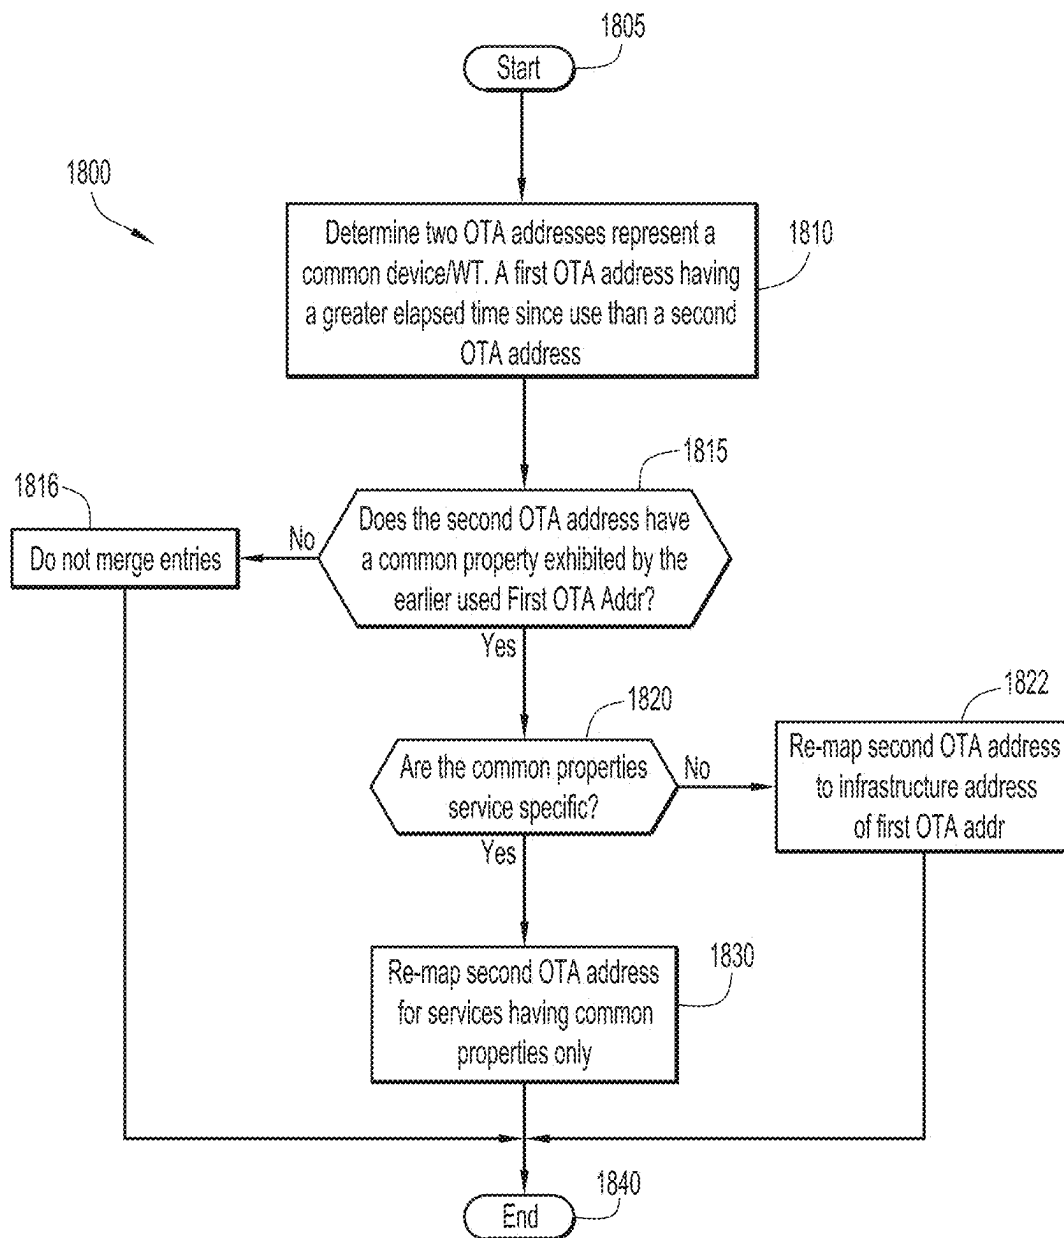 1805
Start
1800
1810
Determine two OTA addresses represent a
common device/WT. A first OTA address having
a greater elapsed time since use than a second
OTA address
1815
Does the second OTA address have
a common property exhibited by the
earlier used First OTA Addr?
No
1816
Do not merge entries
Yes
1820
Are the common properties
service specific?
No
1822
Re-map second OTA address
to infrastructure address
of first OTA addr
Yes
1830
Re-map second OTA address
for services having common
properties only
1840
End